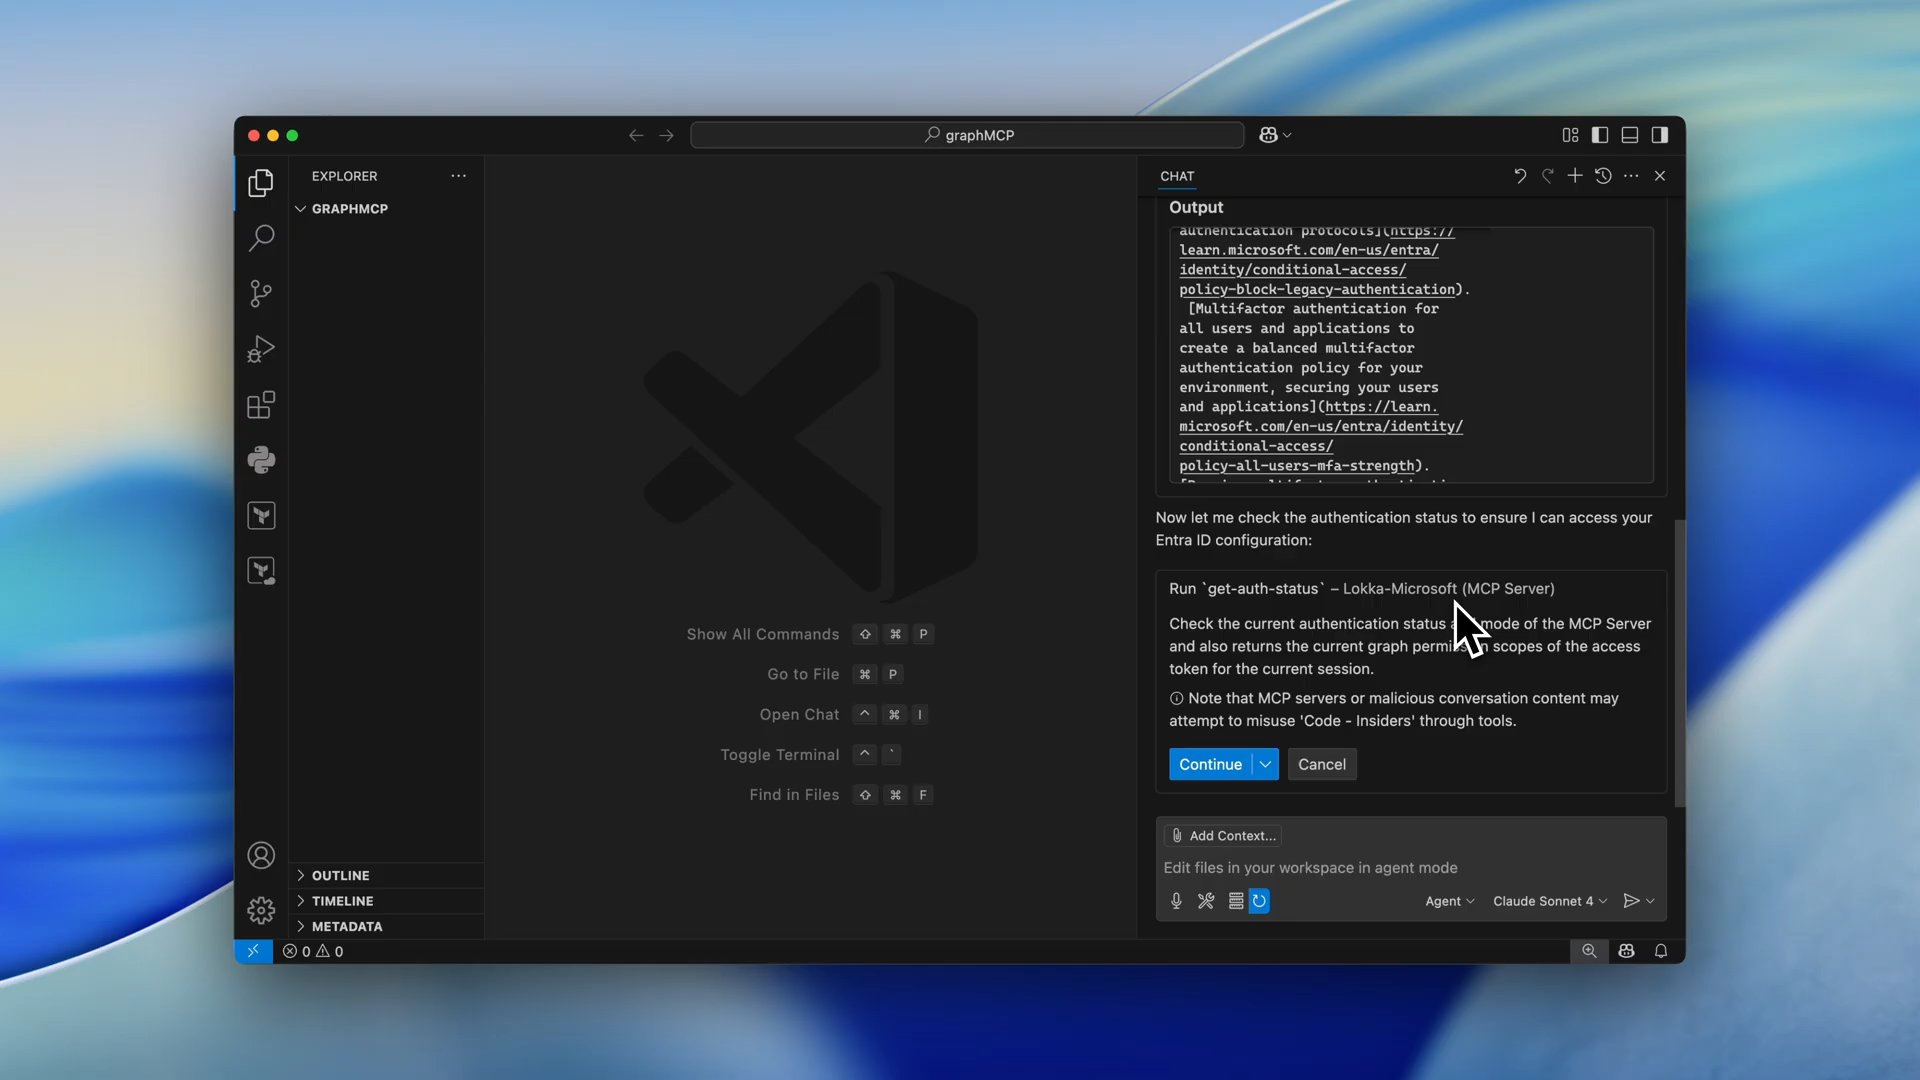 graphMCP
EXPLORER
GRAPHMCP
OUTLINE
TIMELINE
METADATA
0 0
Show All Commands ⇧ ⌘ P
Go to File ⌘ P
Open Chat ^ ⌘ I
Toggle Terminal ^ `
Find in Files ⇧ ⌘ F
CHAT
Output
authentication protocols](https://
learn.microsoft.com/en-us/entra/
identity/conditional-access/
policy-block-legacy-authentication).
[Multifactor authentication for
all users and applications to
create a balanced multifactor
authentication policy for your
environment, securing your users
and applications](https://learn.
microsoft.com/en-us/entra/identity/
conditional-access/
policy-all-users-mfa-strength).
Now let me check the authentication status to ensure I can access your
Entra ID configuration:
Run `get-auth-status` – Lokka-Microsoft (MCP Server)
Check the current authentication status mode of the MCP Server
and also returns the current graph permission scopes of the access
token for the current session.
Note that MCP servers or malicious conversation content may
attempt to misuse 'Code - Insiders' through tools.
Continue Cancel
Add Context...
Edit files in your workspace in agent mode
Agent Claude Sonnet 4